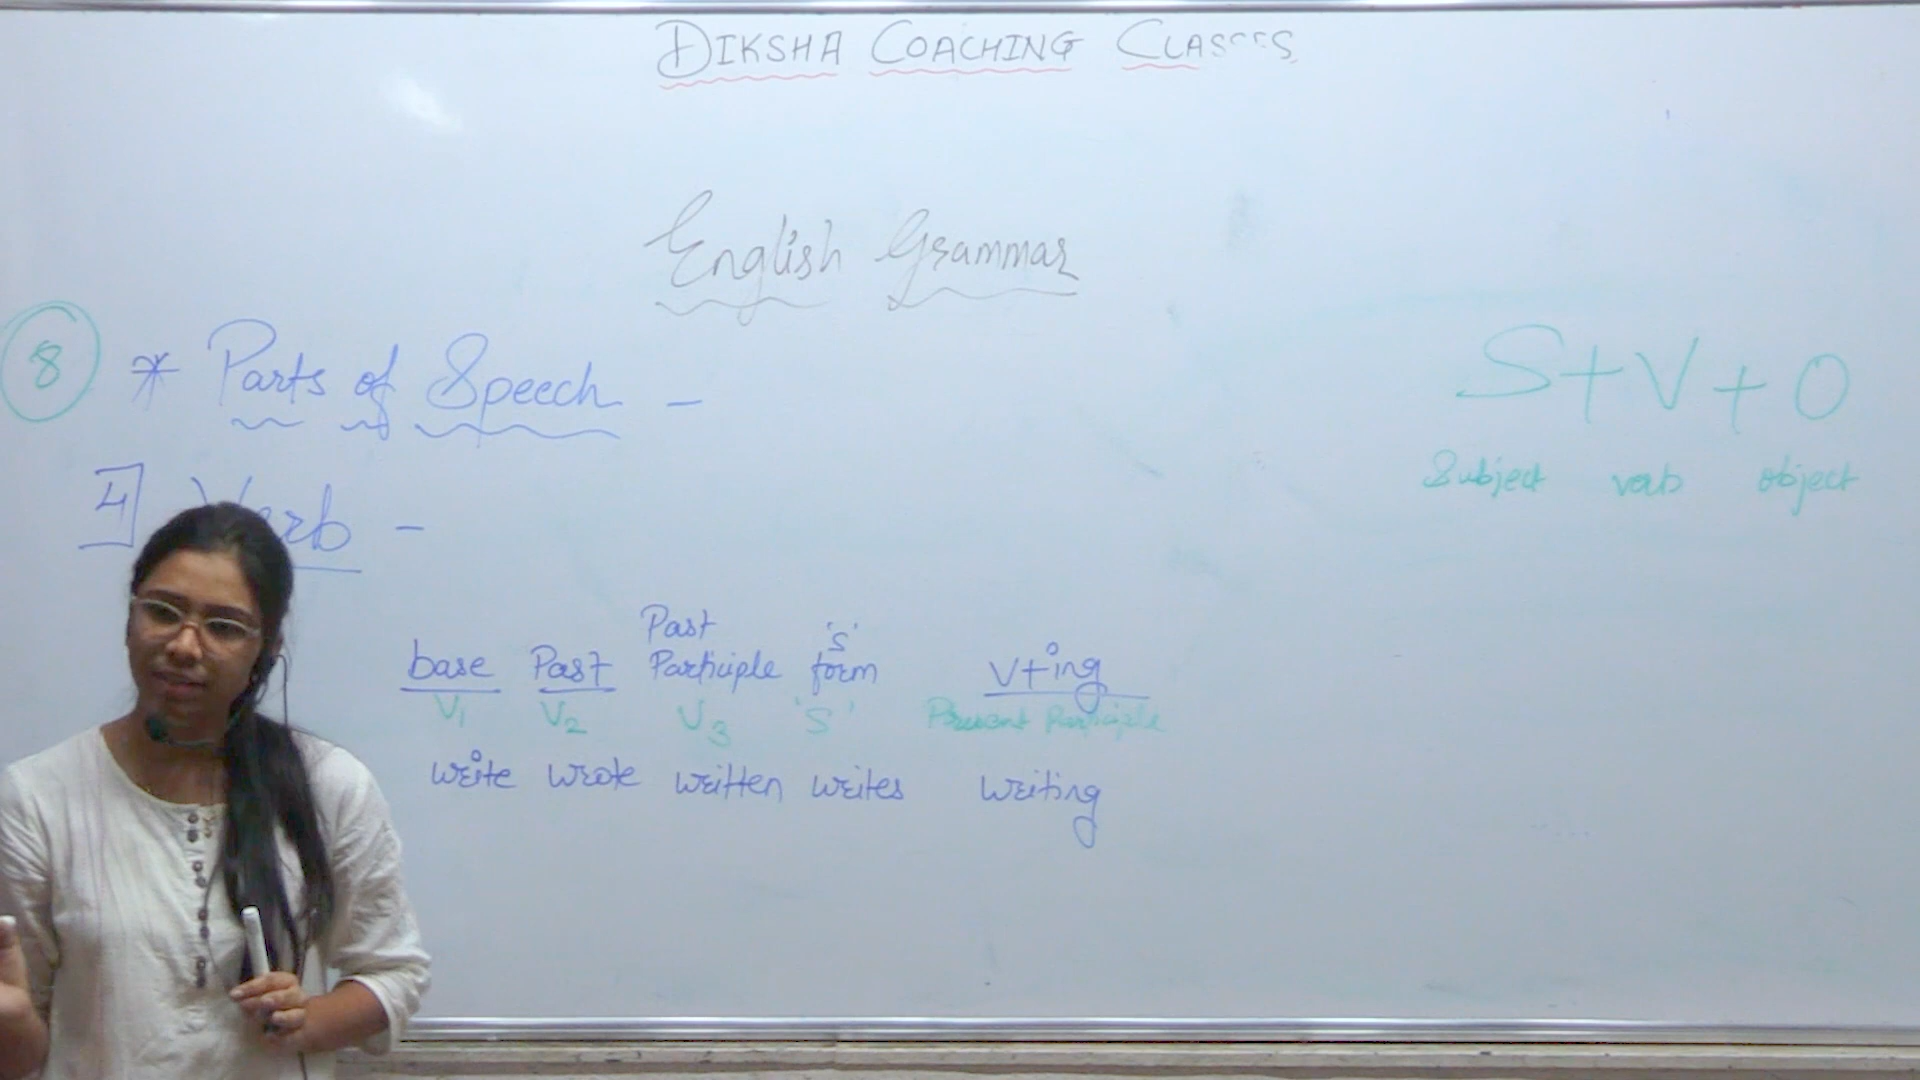 DIKSHA COACHING CLASSES
English Grammar
8 * Parts of Speech -
S+V+O
Subject verb object
4 Verb -
base Past Past Participle 's' form V+ing
V1 V2 V3 's' Present Participle
write wrote written writes writing